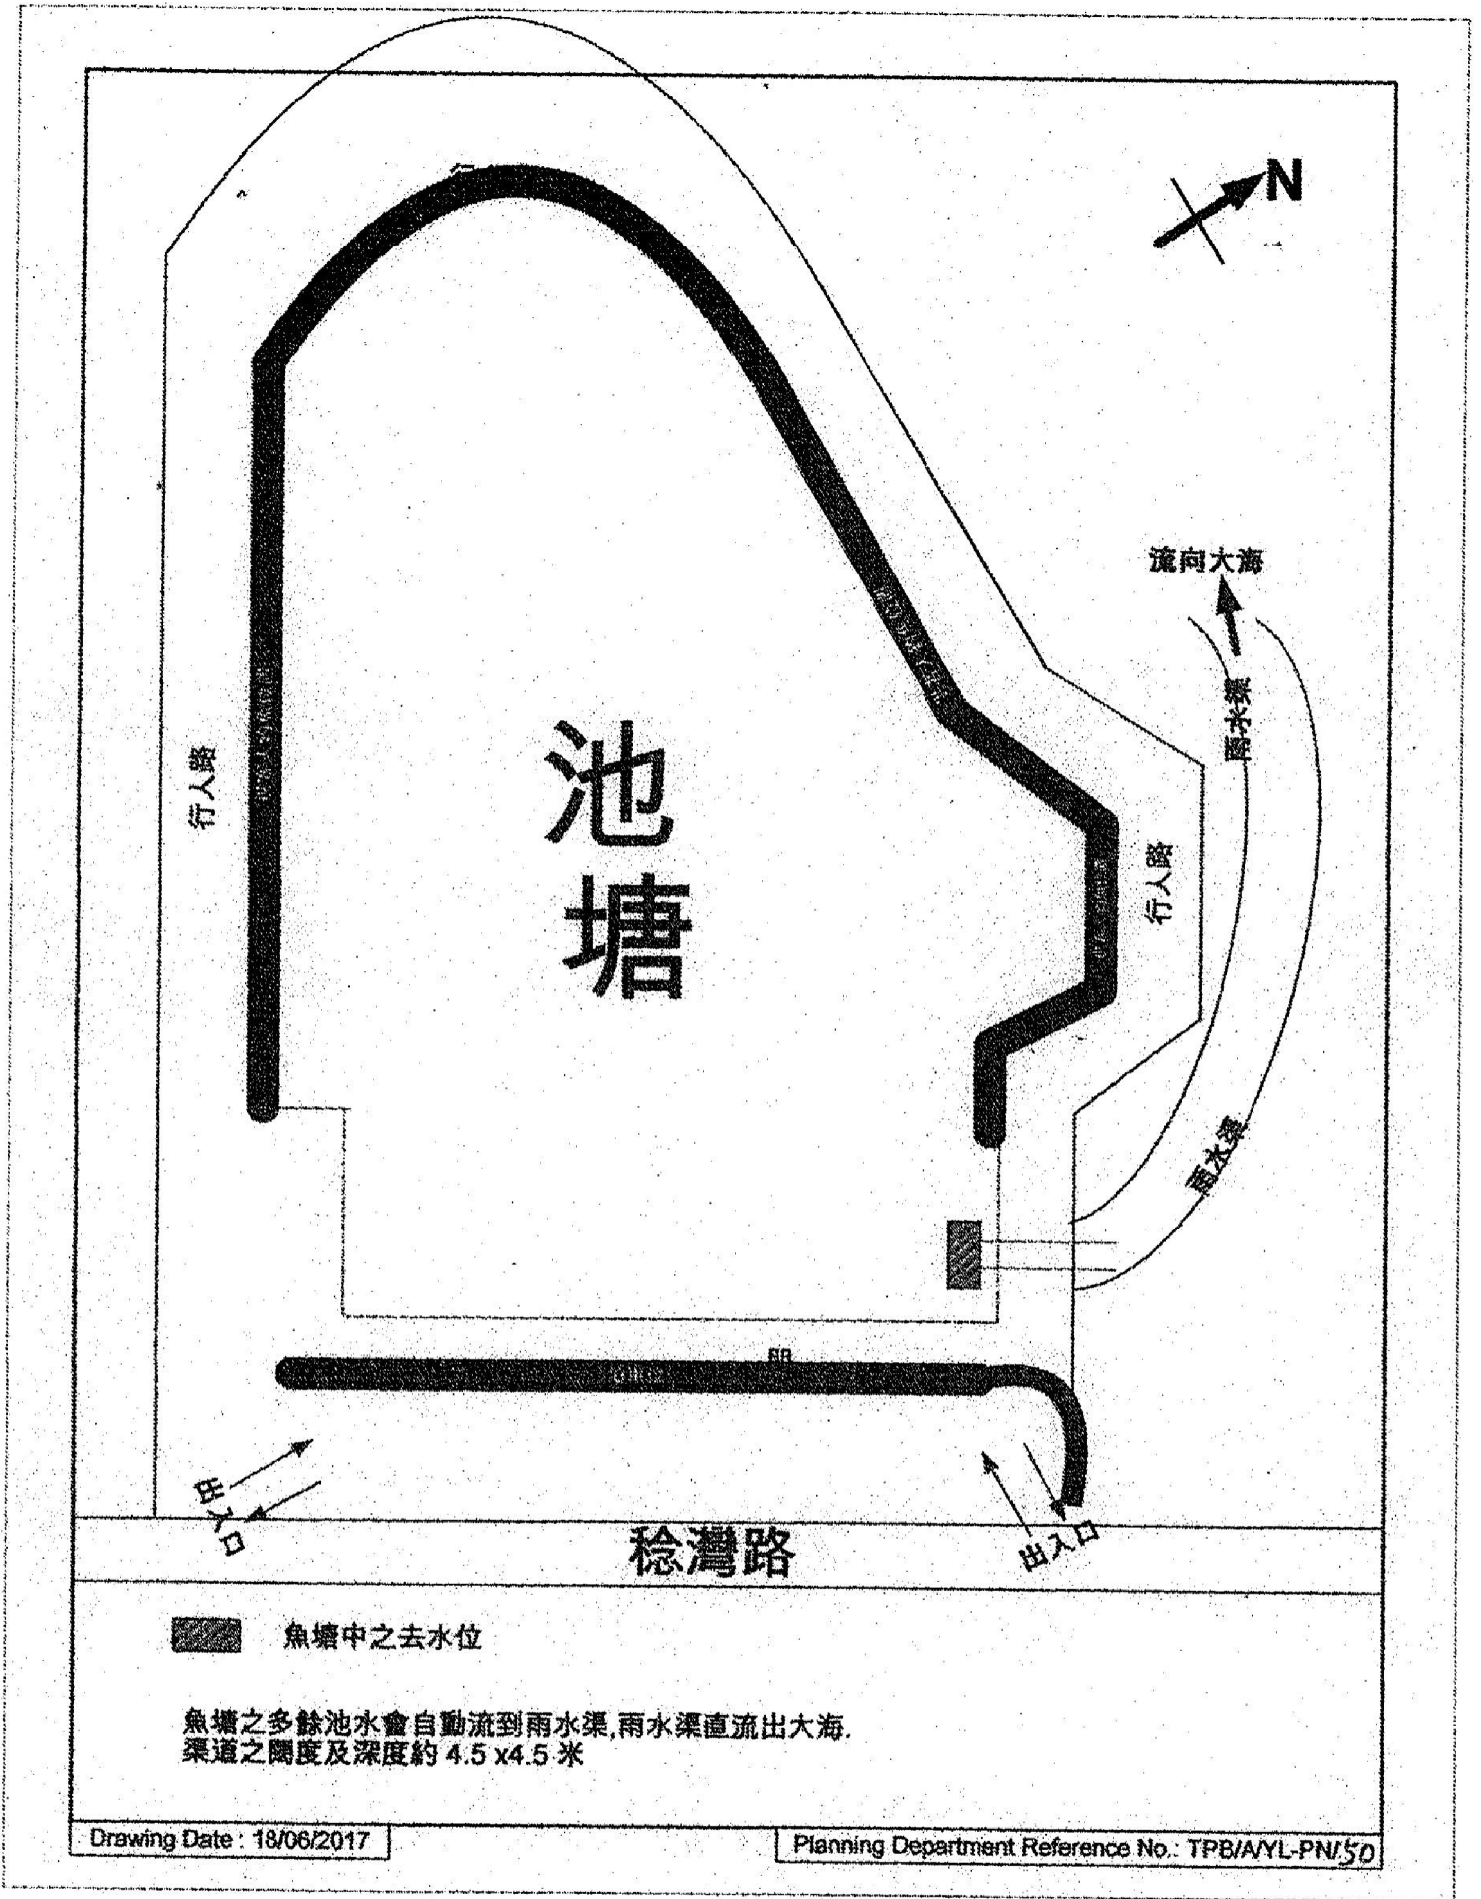 N
流向大海
雨水渠
行人路
池
塘
行人路
雨水渠
出入口
稔灣路
出入口
魚塘中之去水位
魚塘之多餘池水會自動流到雨水渠,雨水渠直流出大海.
渠道之闊度及深度約 4.5 x4.5 米
Drawing Date : 18/06/2017
Planning Department Reference No.: TPB/A/YL-PN/50